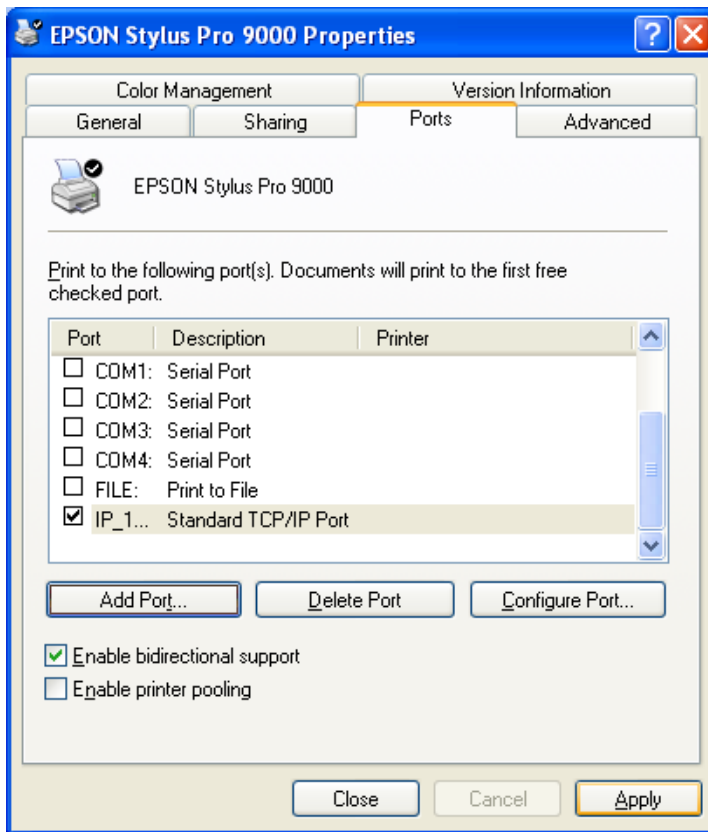 EPSON Stylus Pro 9000 Properties
Color Management Version Information
General Sharing Ports Advanced
EPSON Stylus Pro 9000
Print to the following port(s). Documents will print to the first free
checked port.
Port Description Printer
COM1: Serial Port
COM2: Serial Port
COM3: Serial Port
COM4: Serial Port
FILE: Print to File
IP_1... Standard TCP/IP Port
Add Port... Delete Port Configure Port...
Enable bidirectional support
Enable printer pooling
Close Cancel Apply